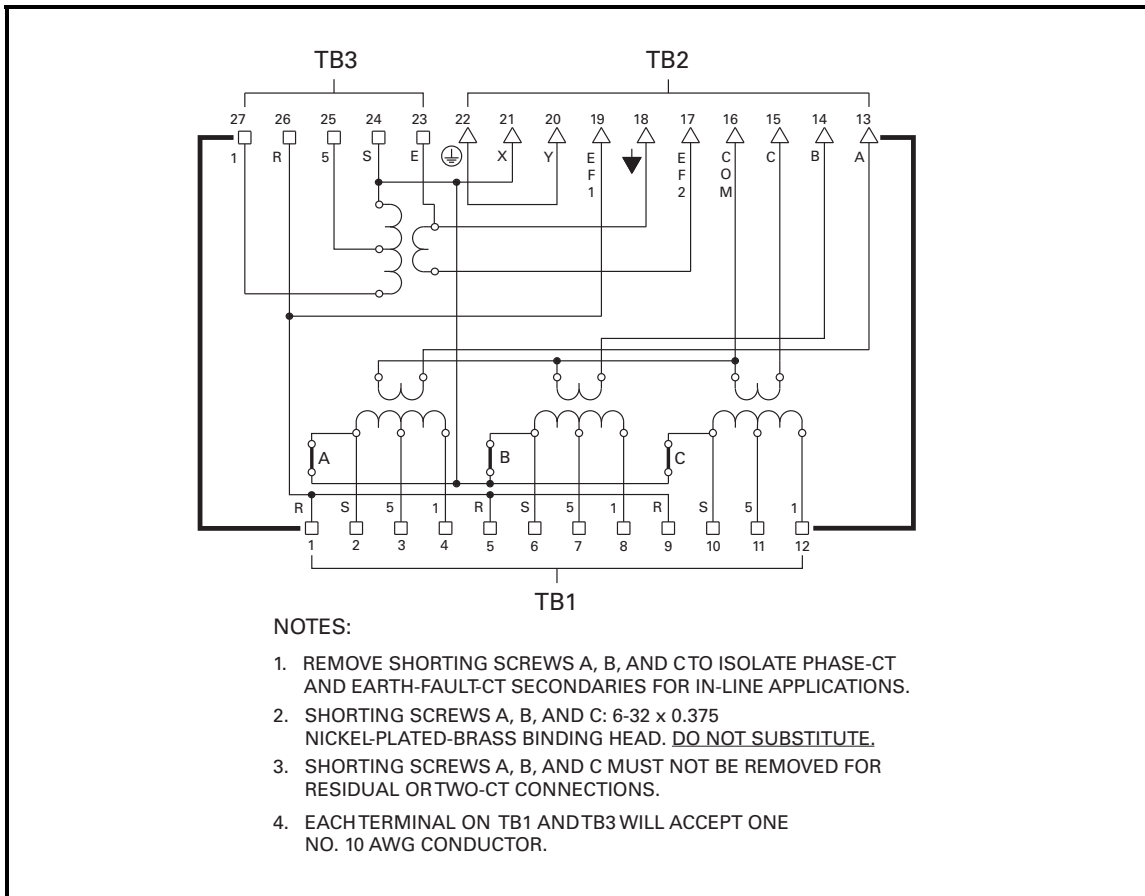 TB3 TB2
27 26 25 24 23 22 21 20 19 18 17 16 15 14 13
1 R 5 S E X Y EF1 EF2 COM C B A
A B C
R S 5 1 R S 5 1 R S 5 1
1 2 3 4 5 6 7 8 9 10 11 12
TB1
NOTES:
1. REMOVE SHORTING SCREWS A, B, AND C TO ISOLATE PHASE-CT
AND EARTH-FAULT-CT SECONDARIES FOR IN-LINE APPLICATIONS.
2. SHORTING SCREWS A, B, AND C: 6-32 x 0.375
NICKEL-PLATED-BRASS BINDING HEAD. DO NOT SUBSTITUTE.
3. SHORTING SCREWS A, B, AND C MUST NOT BE REMOVED FOR
RESIDUAL OR TWO-CT CONNECTIONS.
4. EACH TERMINAL ON TB1 AND TB3 WILL ACCEPT ONE
NO. 10 AWG CONDUCTOR.